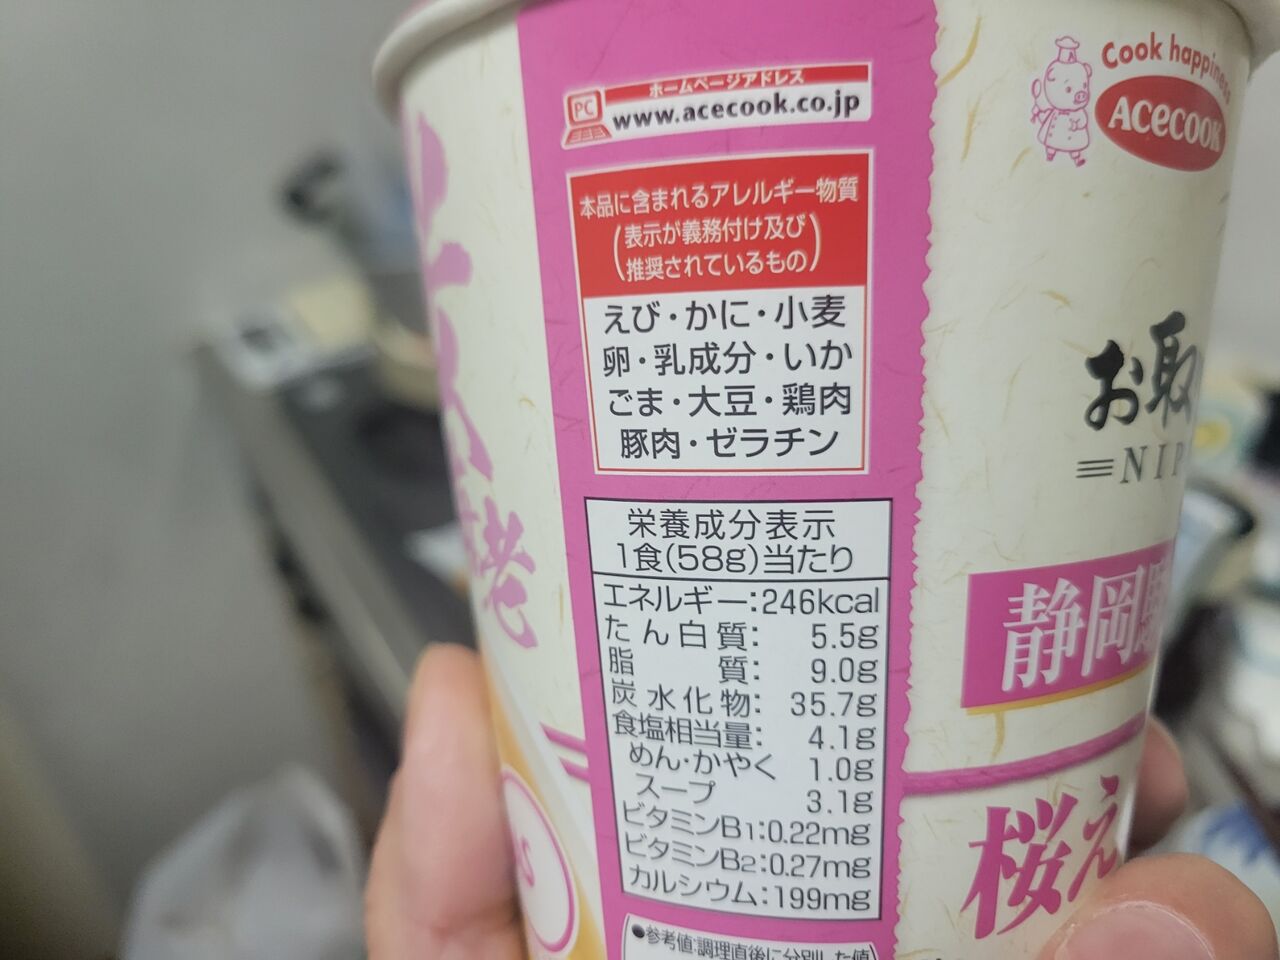 ホームページアドレス
PC
www.acecook.co.jp
本品に含まれるアレルギー物質
(表示が義務付け及び
推奨されているもの)
えび・かに・小麦
卵・乳成分・いか
ごま・大豆・鶏肉
豚肉・ゼラチン
栄養成分表示
1食(58g)当たり
エネルギー:246kcal
たん白質: 5.5g
脂質: 9.0g
炭水化物: 35.7g
食塩相当量: 4.1g
めん・かやく 1.0g
スープ 3.1g
ビタミンB1:0.22mg
ビタミンB2:0.27mg
カルシウム:199mg
●参考値:調理直後に分別した値
Cook happiness
Acecook
お取
NIP
静岡
桜え
老